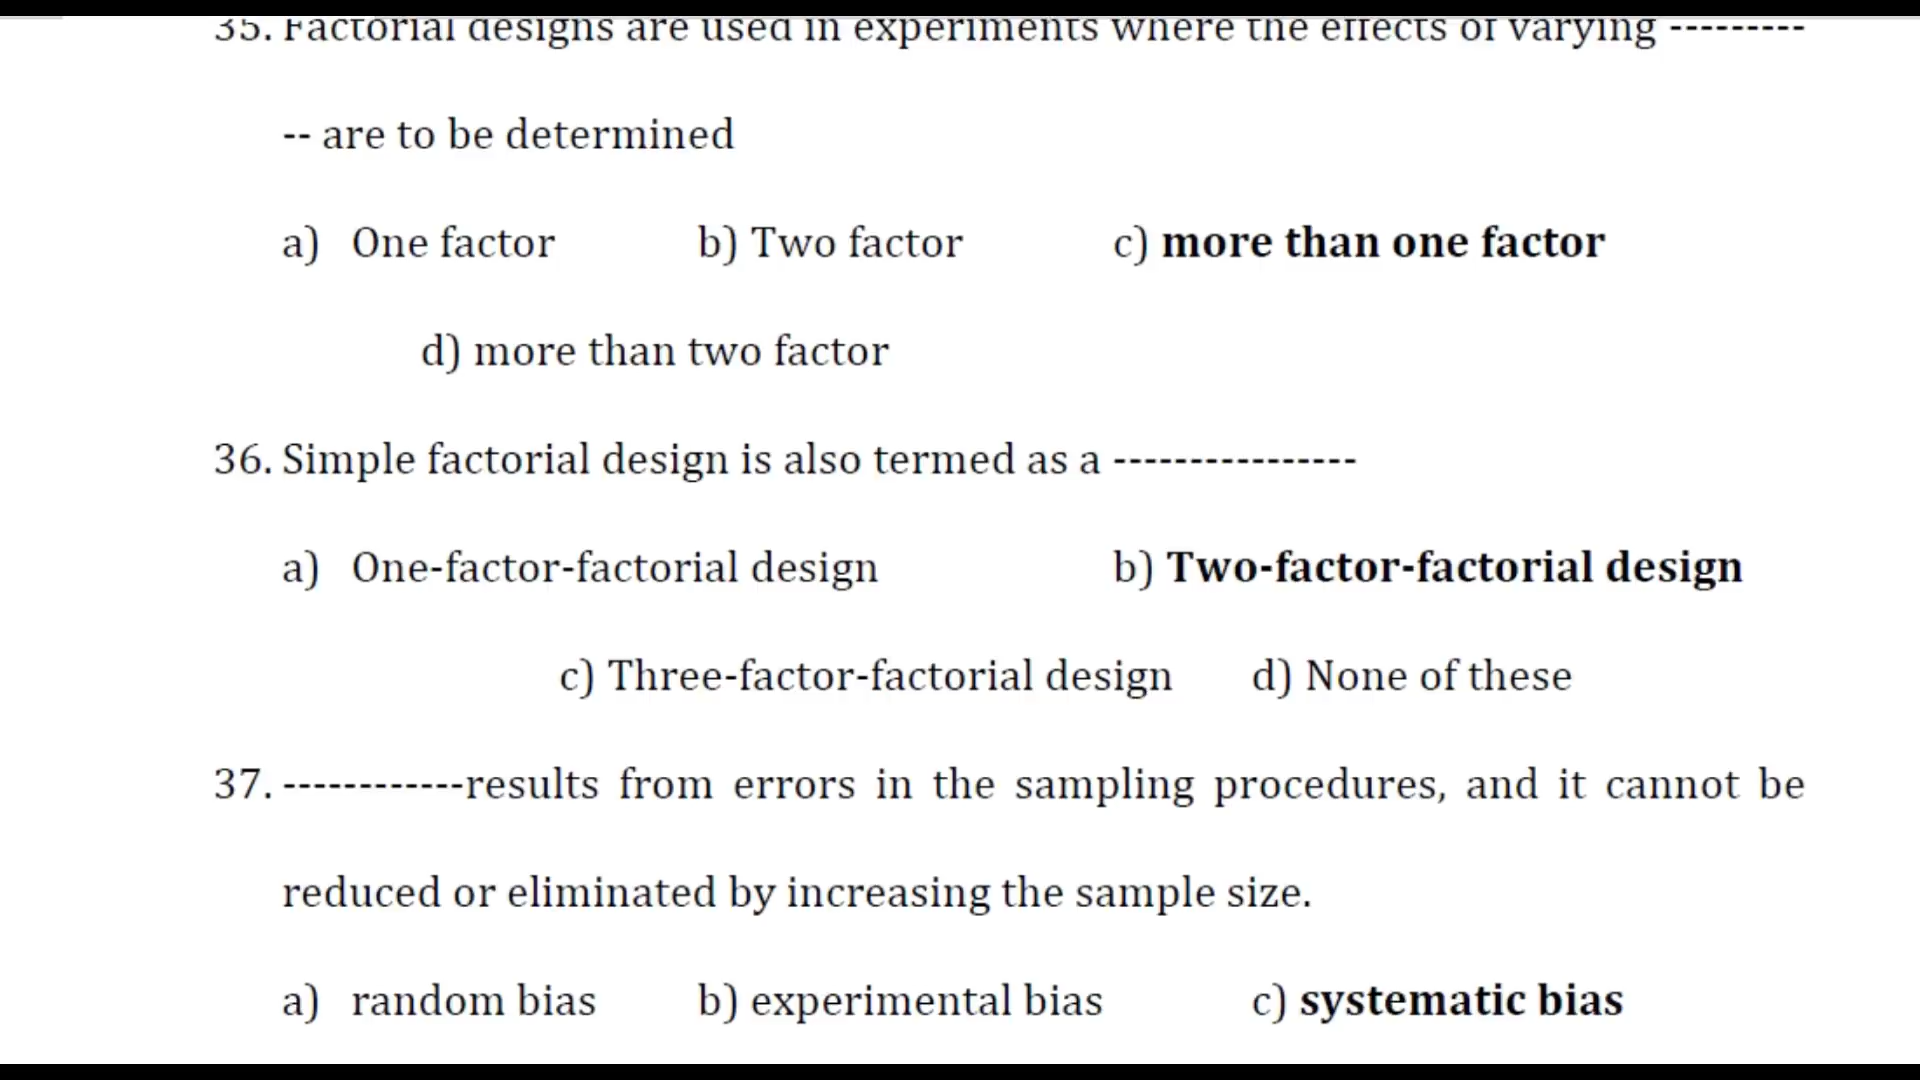 35. Factorial designs are used in experiments where the effects of varying ---------
-- are to be determined
a) One factor b) Two factor c) more than one factor
d) more than two factor
36. Simple factorial design is also termed as a ----------------
a) One-factor-factorial design b) Two-factor-factorial design
c) Three-factor-factorial design d) None of these
37. ------------results from errors in the sampling procedures, and it cannot be
reduced or eliminated by increasing the sample size.
a) random bias b) experimental bias c) systematic bias